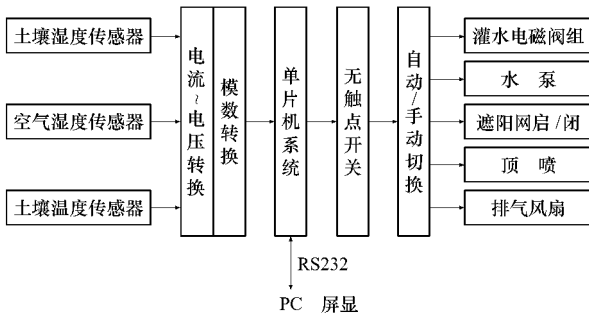 土壤湿度传感器
空气湿度传感器
土壤温度传感器
电流~电压转换
模数转换
单片机系统
无触点开关
自动/手动切换
灌水电磁阀组
水 泵
遮阳网启/闭
顶 喷
排气风扇
RS232
PC 屏显